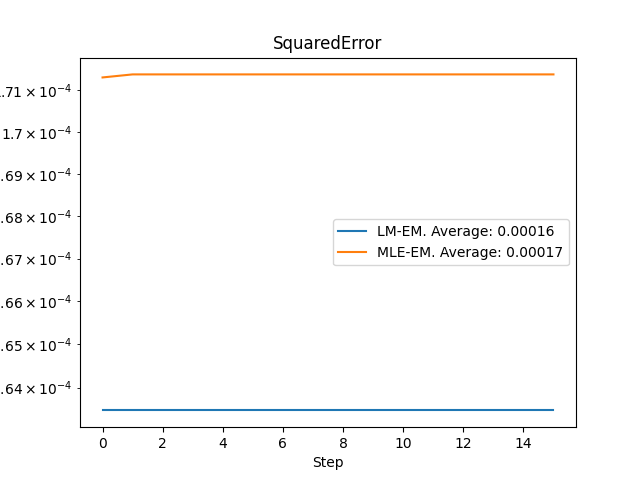 SquaredError
.71 × 10⁻⁴
1.7 × 10⁻⁴
.69 × 10⁻⁴
.68 × 10⁻⁴
.67 × 10⁻⁴
.66 × 10⁻⁴
.65 × 10⁻⁴
.64 × 10⁻⁴
LM-EM. Average: 0.00016
MLE-EM. Average: 0.00017
0 2 4 6 8 10 12 14
Step